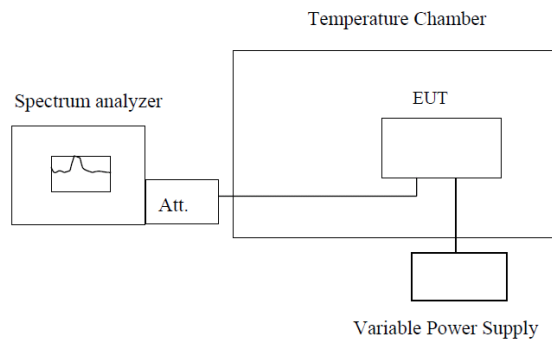 Temperature Chamber
Spectrum analyzer
EUT
Att.
Variable Power Supply